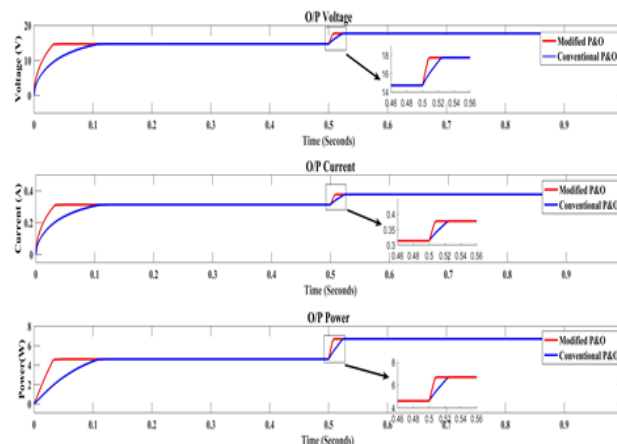 O/P Voltage
Voltage (V)
20
10
0
Modified P&O
Conventional P&O
18
16
14
0.46 0.48 0.5 0.52 0.54 0.56
0 0.1 0.2 0.3 0.4 0.5 0.6 0.7 0.8 0.9
Time (Seconds)
O/P Current
Current (A)
0.4
0.2
0
Modified P&O
Conventional P&O
0.4
0.35
0.3
0.46 0.48 0.5 0.52 0.54 0.56
0 0.1 0.2 0.3 0.4 0.5 0.6 0.7 0.8 0.9
Time (Seconds)
O/P Power
Power(W)
8
6
4
2
0
Modified P&O
Conventional P&O
8
6
4
0.46 0.48 0.5 0.52 0.54 0.56
0 0.1 0.2 0.3 0.4 0.5 0.6 0.7 0.8 0.9
Time (Seconds)